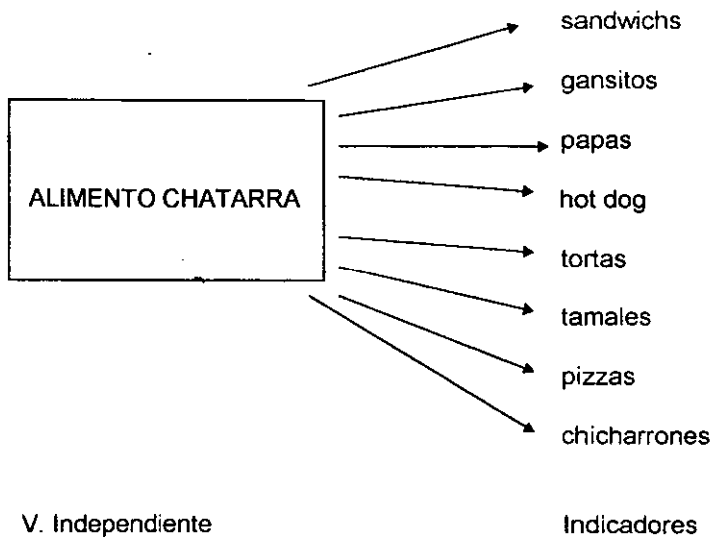 sandwichs
gansitos
papas
ALIMENTO CHATARRA
hot dog
tortas
tamales
pizzas
chicharrones
V. Independiente
Indicadores